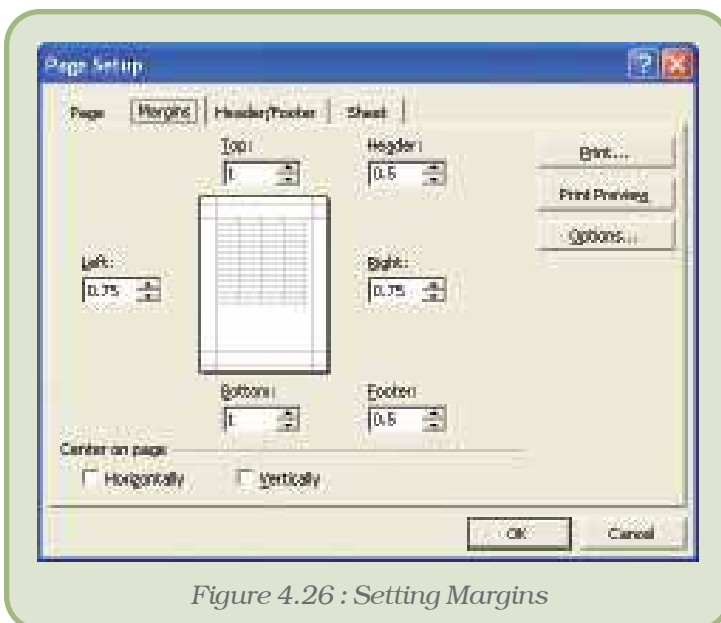 Page Setup
Page Margins Header/Footer Sheet
Top: Header:
1 0.5
Print...
Print Preview
Options...
Left: Right:
0.75 0.75
Bottom: Footer:
1 0.5
Center on page
Horizontally Vertically
OK Cancel
Figure 4.26 : Setting Margins